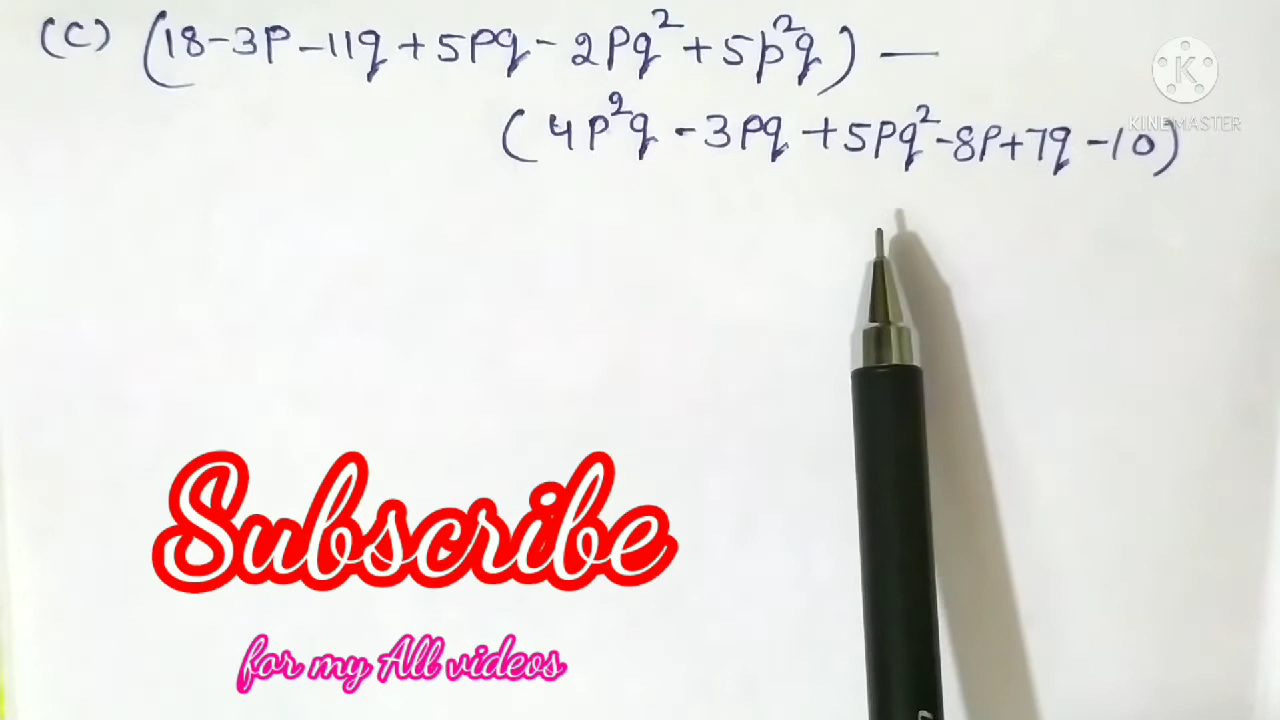 (C) (18-3p-11q+5pq-2pq²+5p²q) —
K
KINEMASTER
(4p²q-3pq+5pq²-8p+7q-10)
Subscribe
for my All videos